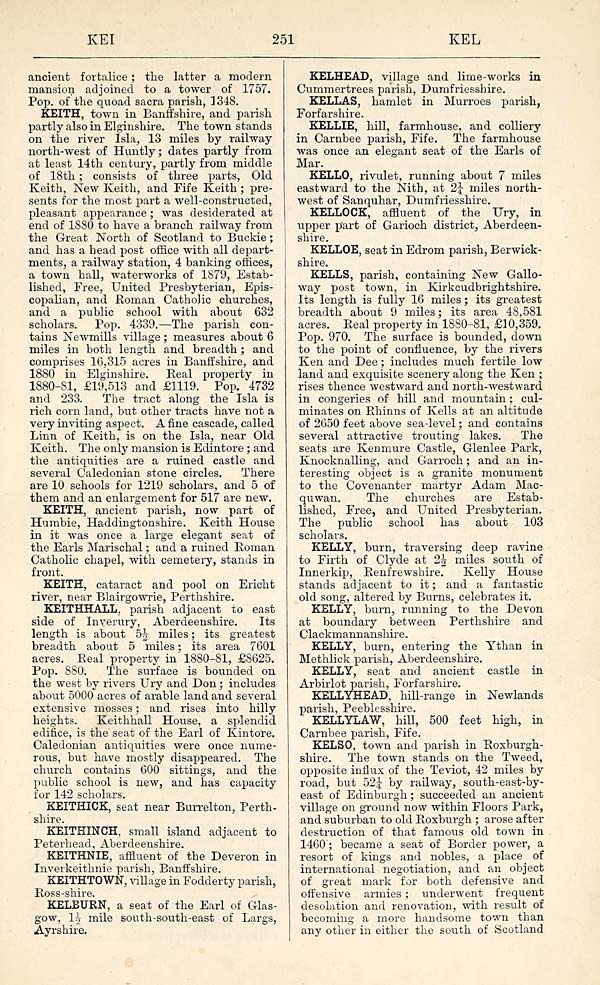 KEI 251 KEL
ancient fortalice ; the latter a modern
mansion adjoined to a tower of 1757.
Pop. of the quoad sacra parish, 1348.
KEITH, town in Banffshire, and parish
partly also in Elginshire. The town stands
on the river Isla, 13 miles by railway
north-west of Huntly ; dates partly from
at least 14th century, partly from middle
of 18th ; consists of three parts, Old
Keith, New Keith, and Fife Keith ; pre-
sents for the most part a well-constructed,
pleasant appearance ; was desiderated at
end of 1880 to have a branch railway from
the Great North of Scotland to Buckie ;
and has a head post office with all depart-
ments, a railway station, 4 banking offices,
a town hall, waterworks of 1879, Estab-
lished, Free, United Presbyterian, Epis-
copalian, and Roman Catholic churches,
and a public school with about 632
scholars. Pop. 4339.—The parish con-
tains Newmills village ; measures about 6
miles in both length and breadth ; and
comprises 16,315 acres in Banffshire, and
1880 in Elginshire. Real property in
1880-81, £19,513 and £1119. Pop. 4732
and 233. The tract along the Isla is
rich corn land, but other tracts have not a
very inviting aspect. A fine cascade, called
Linn of Keith, is on the Isla, near Old
Keith. The only mansion is Edintore ; and
the antiquities are a ruined castle and
several Caledonian stone circles. There
are 10 schools for 1219 scholars, and 5 of
them and an enlargement for 517 are new.
KEITH, ancient parish, now part of
Humbie, Haddingtonshire. Keith House
in it was once a large elegant seat of
the Earls Marischal ; and a ruined Roman
Catholic chapel, with cemetery, stands in
front.
KEITH, cataract and pool on Ericht
river, near Blairgowrie, Perthshire.
KEITHHALL, parish adjacent to east
side of Inverury, Aberdeenshire. Its
length is about 5½ miles ; its greatest
breadth about 5 miles ; its area 7601
acres. Real property in 1880-81, £8625.
Pop. 880. The surface is bounded on
the west by rivers Ury and Don ; includes
about 5000 acres of arable land and several
extensive mosses ; and rises into hilly
heights. Keithhall House, a splendid
edifice, is the seat of the Earl of Kintore.
Caledonian antiquities were once nume-
rous, but have mostly disappeared. The
church contains 600 sittings, and the
public school is new, and has capacity
for 142 scholars.
KEITHICK, seat near Burrelton, Perth-
shire.
KEITHINCH, small island adjacent to
Peterhead, Aberdeenshire.
KEITHNIE, affluent of the Deveron in
Inverkeithnie parish, Banffshire.
KEITHTOWN, village in Fodderty parish,
Ross-shire.
KELBURN, a seat of the Earl of Glas-
gow, 1½ mile south-south-east of Largs,
Ayrshire.
KELHEAD, village and lime-works in
Cummertrees parish, Dumfriesshire.
KELLAS, hamlet in Murroes parish,
Forfarshire.
KELLIE, hill, farmhouse, and colliery
in Carnbee parish, Fife. The farmhouse
was once an elegant seat of the Earls of
Mar.
KELLO, rivulet, running about 7 miles
eastward to the Nith, at 2¼ miles north-
west of Sanquhar, Dumfriesshire.
KELLOCK, affluent of the Ury, in
upper part of Garioch district, Aberdeen-
shire.
KELLOE, seat in Edrom parish, Berwick-
shire.
KELLS, parish, containing New Gallo-
way post town, in Kirkcudbrightshire.
Its length is fully 16 miles ; its greatest
breadth about 9 miles ; its area 48,581
acres. Real property in 1880-81, £10,359.
Pop. 970. The surface is bounded, down
to the point of confluence, by the rivers
Ken and Dee ; includes much fertile low
land and exquisite scenery along the Ken ;
rises thence westward and north-westward
in congeries of hill and mountain ; cul-
minates on Rhinns of Kells at an altitude
of 2650 feet above sea-level ; and contains
several attractive trouting lakes. The
seats are Kenmure Castle, Glenlee Park,
Knocknalling, and Garroch ; and an in-
teresting object is a granite monument
to the Covenanter martyr Adam Mac-
quwan. The churches are Estab-
lished, Free, and United Presbyterian.
The public school has about 103
scholars.
KELLY, burn, traversing deep ravine
to Firth of Clyde at 2½ miles south of
Innerkip, Renfrewshire. Kelly House
stands adjacent to it ; and a fantastic
old song, altered by Burns, celebrates it.
KELLY, burn, running to the Devon
at boundary between Perthshire and
Clackmannanshire.
KELLY, burn, entering the Ythan in
Methlick parish, Aberdeenshire.
KELLY, seat and ancient castle in
Arbirlot parish, Forfarshire.
KELLYHEAD, hill-range in Newlands
parish, Peeblesshire.
KELLYLAW, hill, 500 feet high, in
Carnbee parish, Fife.
KELSO, town and parish in Roxburgh-
shire. The town stands on the Tweed,
opposite influx of the Teviot, 42 miles by
road, but 52¼ by railway, south-east-by-
east of Edinburgh ; succeeded an ancient
village on ground now within Floors Park,
and suburban to old Roxburgh ; arose after
destruction of that famous old town in
1460 ; became a seat of Border power, a
resort of kings and nobles, a place of
international negotiation, and an object
of great mark for both defensive and
offensive armies ; underwent frequent
desolation and renovation, with result of
becoming a more handsome town than
any other in either the south of Scotland